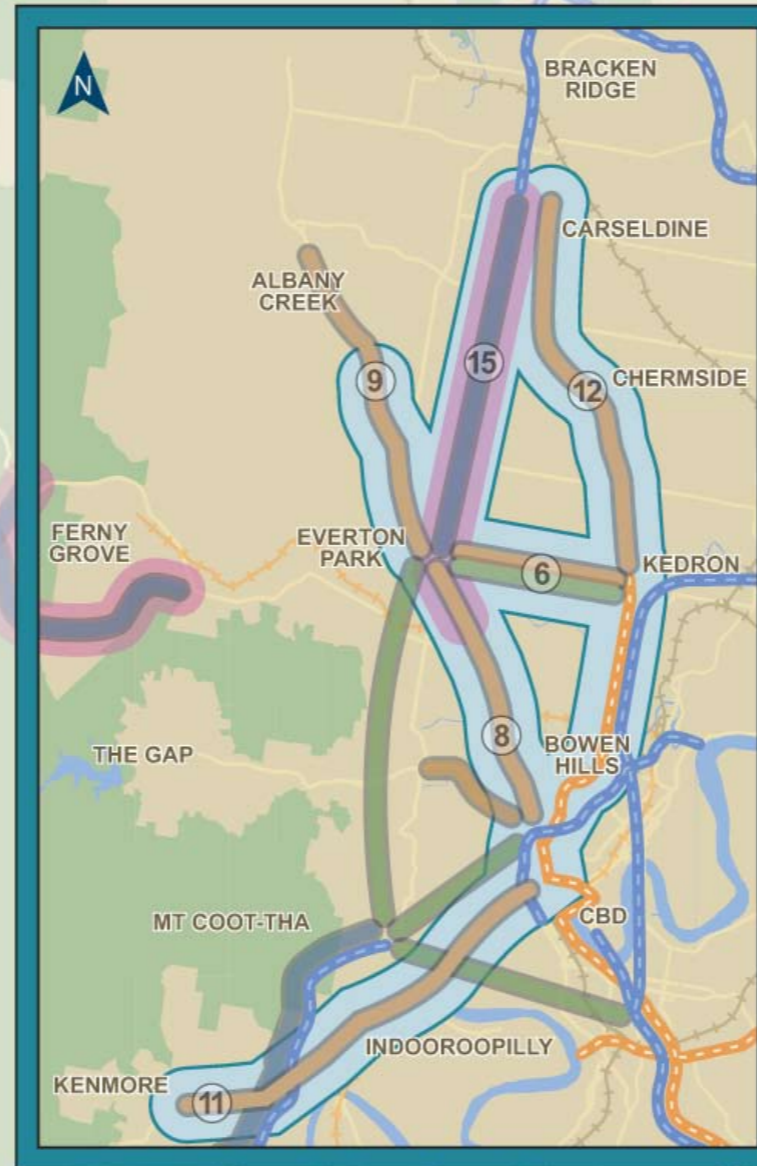 N
BRACKEN
RIDGE
CARSELDINE
ALBANY
CREEK
15
9
12
CHERMSIDE
FERNY
GROVE
EVERTON
PARK
6
KEDRON
8
THE GAP
BOWEN
HILLS
MT COOT-THA
CBD
INDOOROOPILLY
KENMORE
11